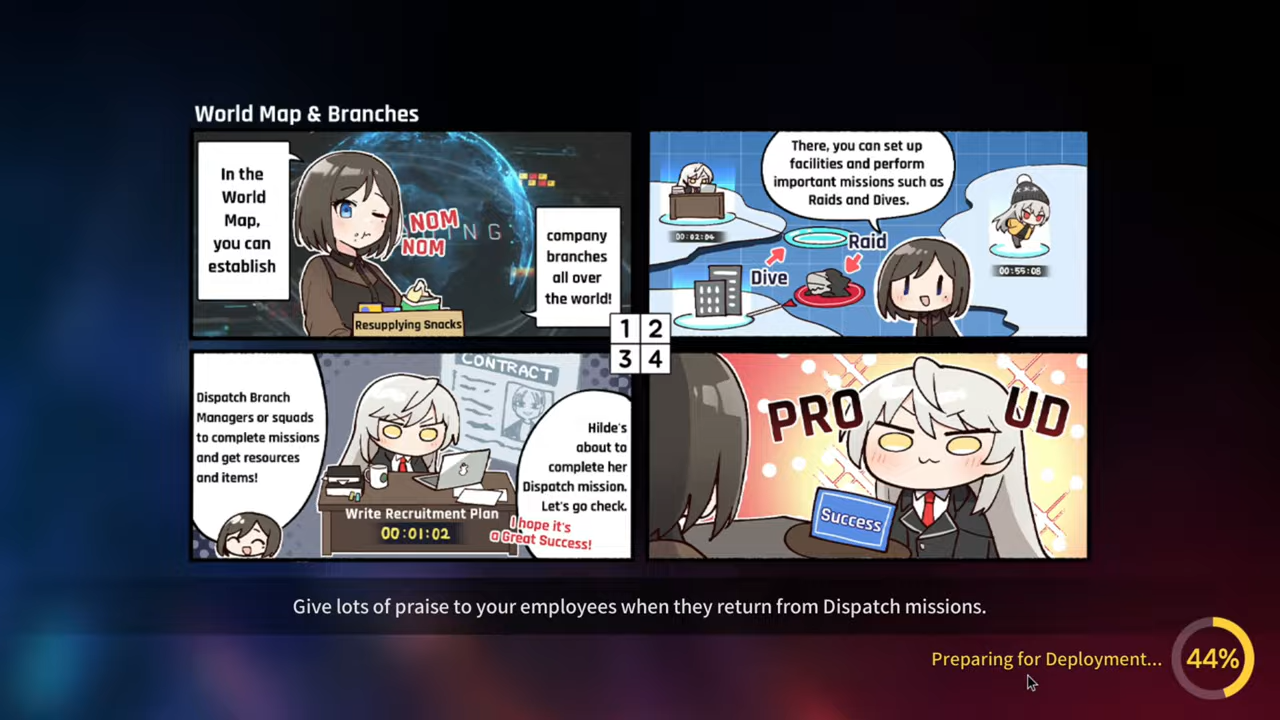 World Map & Branches
In the
World
Map,
you can
establish
NOM
NOM
company
branches
all over
the world!
There, you can set up
facilities and perform
important missions such as
Raids and Dives.
00:02:04
Raid
Dive
00:55:08
Resupplying Snacks
1 2
3 4
Dispatch Branch
Managers or squads
to complete missions
and get resources
and items!
CONTRACT
Hilde's
about to
complete her
Dispatch mission.
Let's go check.
Write Recruitment Plan
00:01:02
I hope it's
a Great Success!
PROUD
Success
Give lots of praise to your employees when they return from Dispatch missions.
Preparing for Deployment...
44%